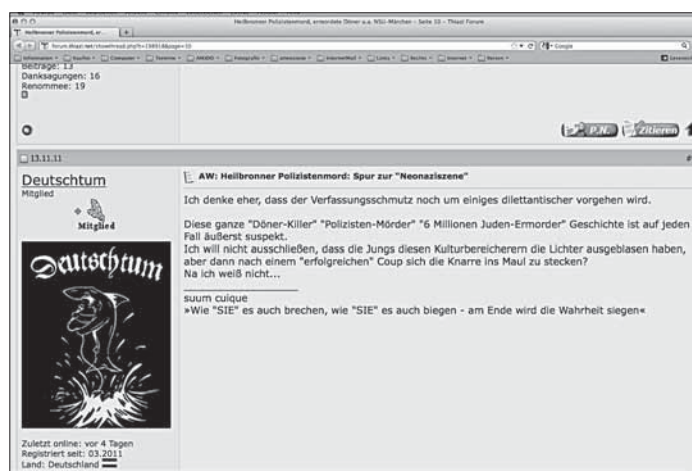 Heilbronner Polizistenmord, ermordete Döner u.a. NSU-Märchen – Seite 10 – Thiazi Forum
Heilbronner Polizistenmord, er...
Google
Beiträge: 13
Danksagungen: 16
Renommee: 19
P.N. Zitieren
13.11.11
Deutschtum
Mitglied
Mitglied
AW: Heilbronner Polizistenmord: Spur zur "Neonaziszene"
Ich denke eher, dass der Verfassungsschutz noch um einiges dilettantischer vorgehen wird.
Diese ganze "Döner-Killer" "Polizisten-Mörder" "6 Millionen Juden-Ermorder" Geschichte ist auf jeden
Fall äußerst suspekt.
Ich will nicht ausschließen, dass die Jungs diesen Kulturbereicherern die Lichter ausgeblasen haben,
aber dann nach einem "erfolgreichen" Coup sich die Knarre ins Maul zu stecken?
Na ich weiß nicht...
suum cuique
»Wie "SIE" es auch brechen, wie "SIE" es auch biegen - am Ende wird die Wahrheit siegen«
Deutschtum
Zuletzt online: vor 4 Tagen
Registriert seit: 03.2011
Land: Deutschland